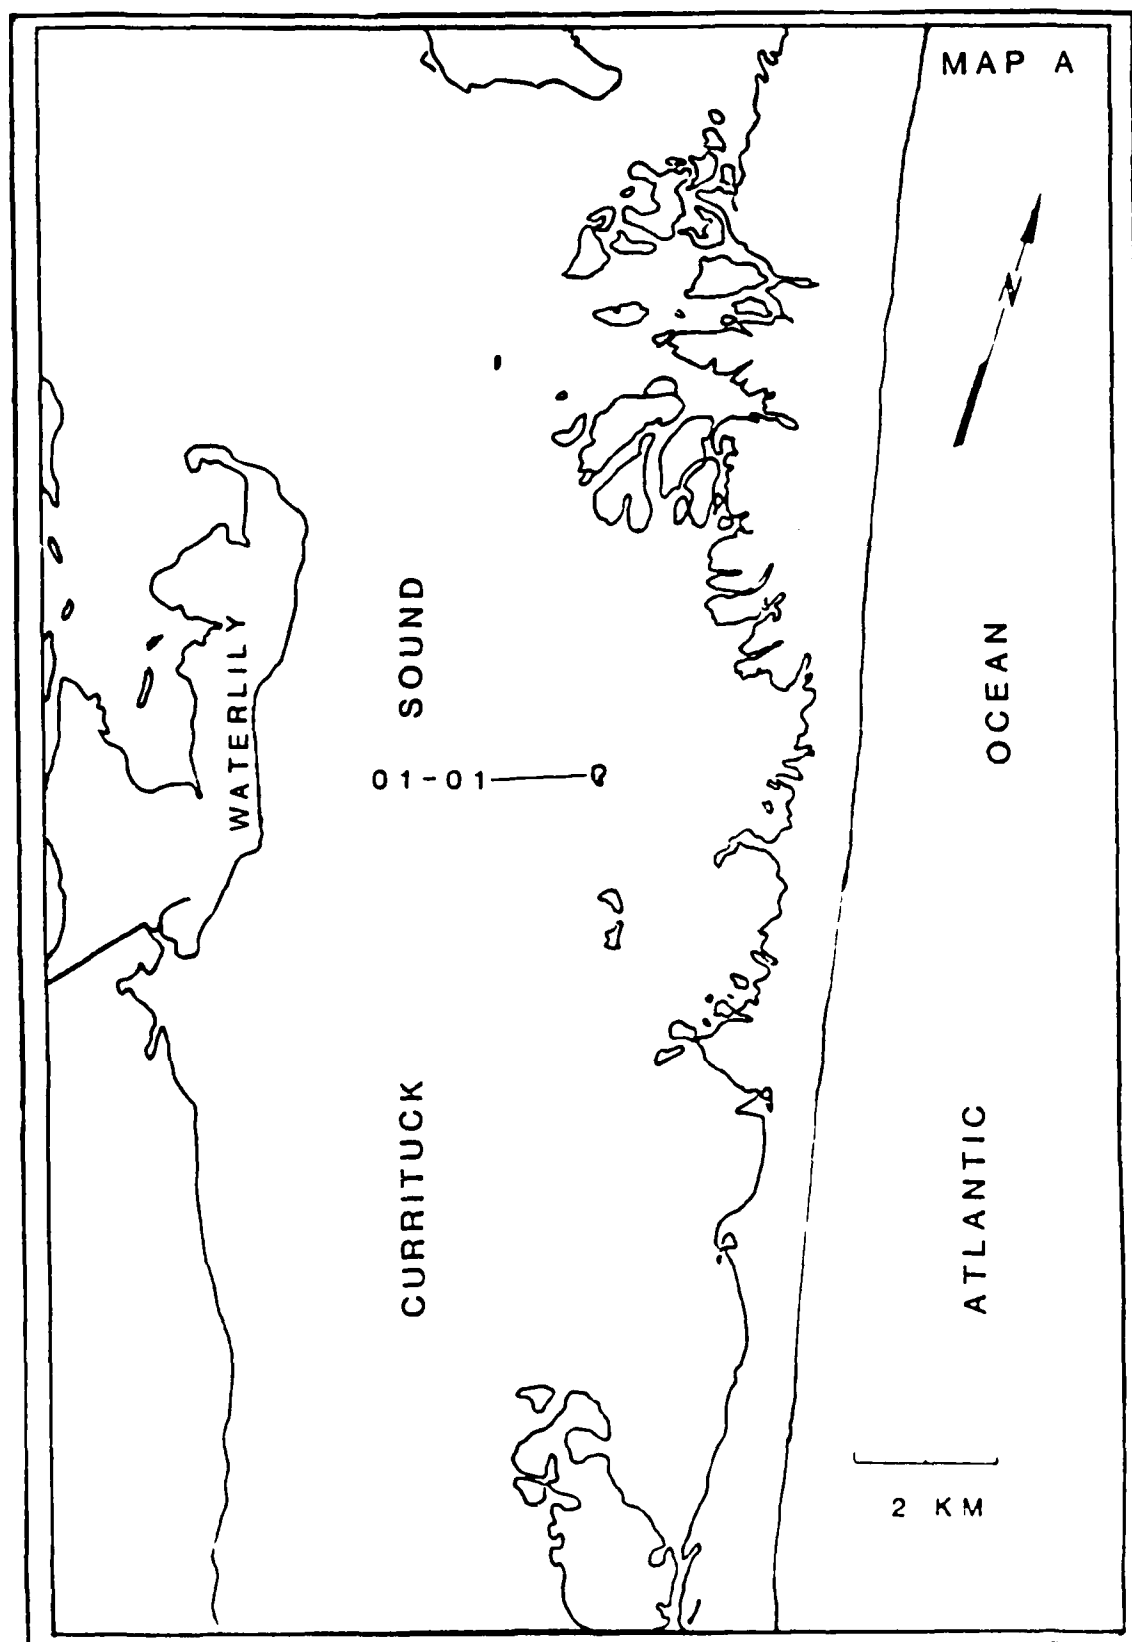 MAP A
N
WATERLILY
SOUND
OCEAN
01-01
CURRITUCK
ATLANTIC
2 KM